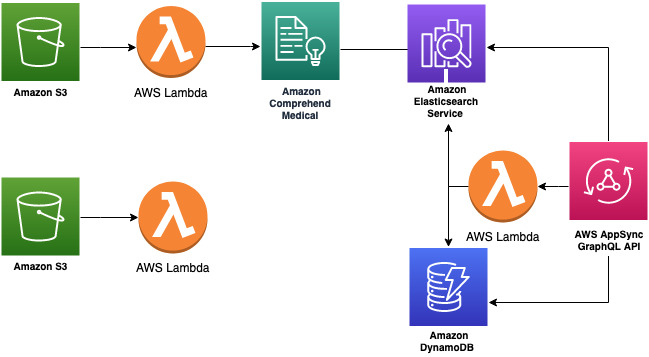 Amazon S3
AWS Lambda
Amazon
Comprehend
Medical
Amazon
Elasticsearch
Service
Amazon S3
AWS Lambda
AWS Lambda
AWS AppSync
GraphQL API
Amazon
DynamoDB